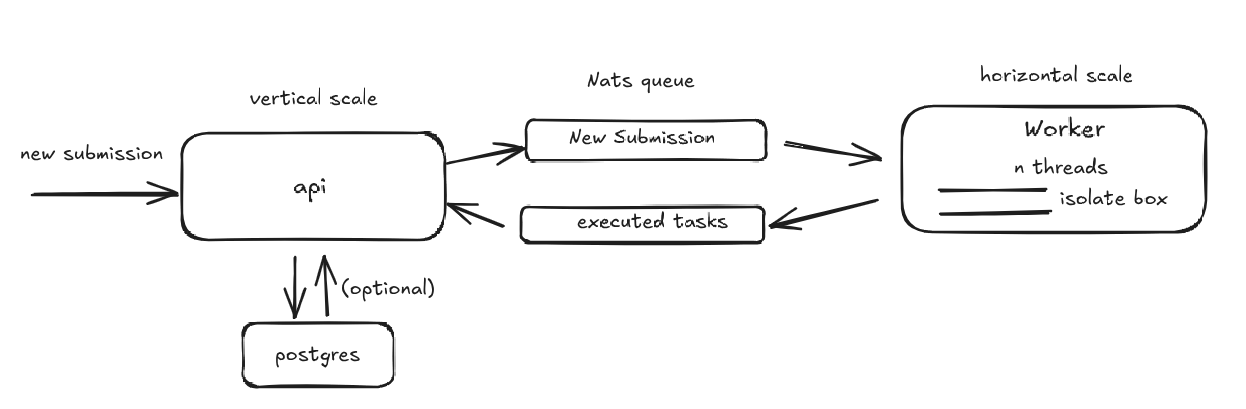 new submission
vertical scale
api
(optional)
postgres
Nats queue
New Submission
executed tasks
horizontal scale
Worker
n threads
isolate box